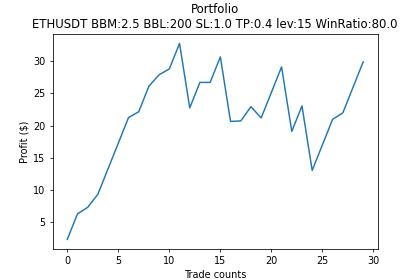 Portfolio
ETHUSDT BBM:2.5 BBL:200 SL:1.0 TP:0.4 lev:15 WinRatio:80.0
30
25
20
15
10
5
Profit ($)
0 5 10 15 20 25 30
Trade counts